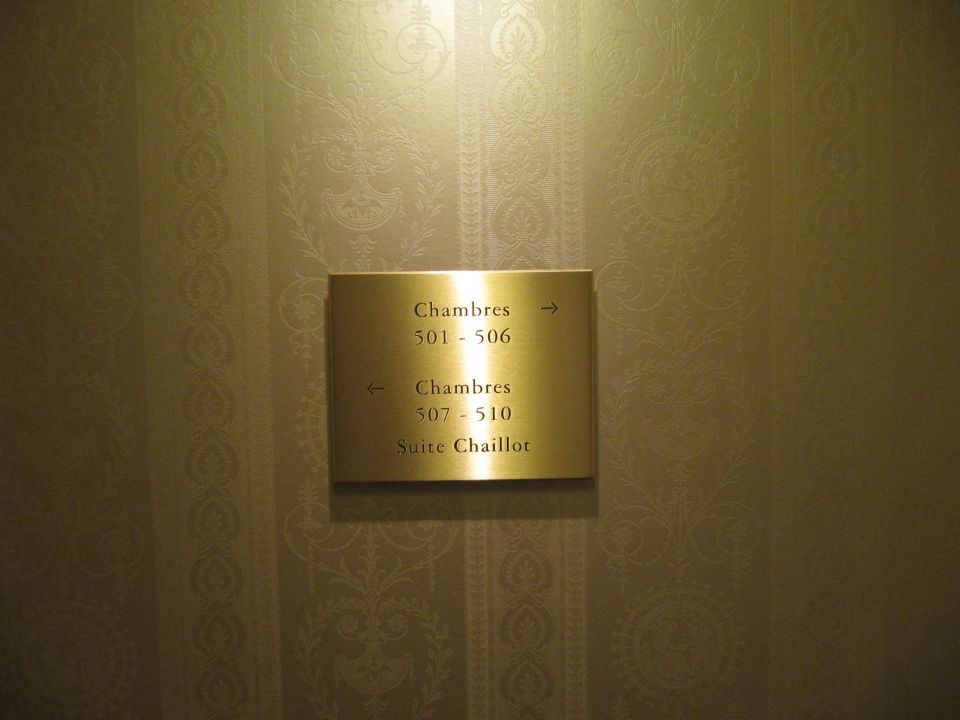 Chambres →
501 - 506
← Chambres
507 - 510
Suite Chaillot